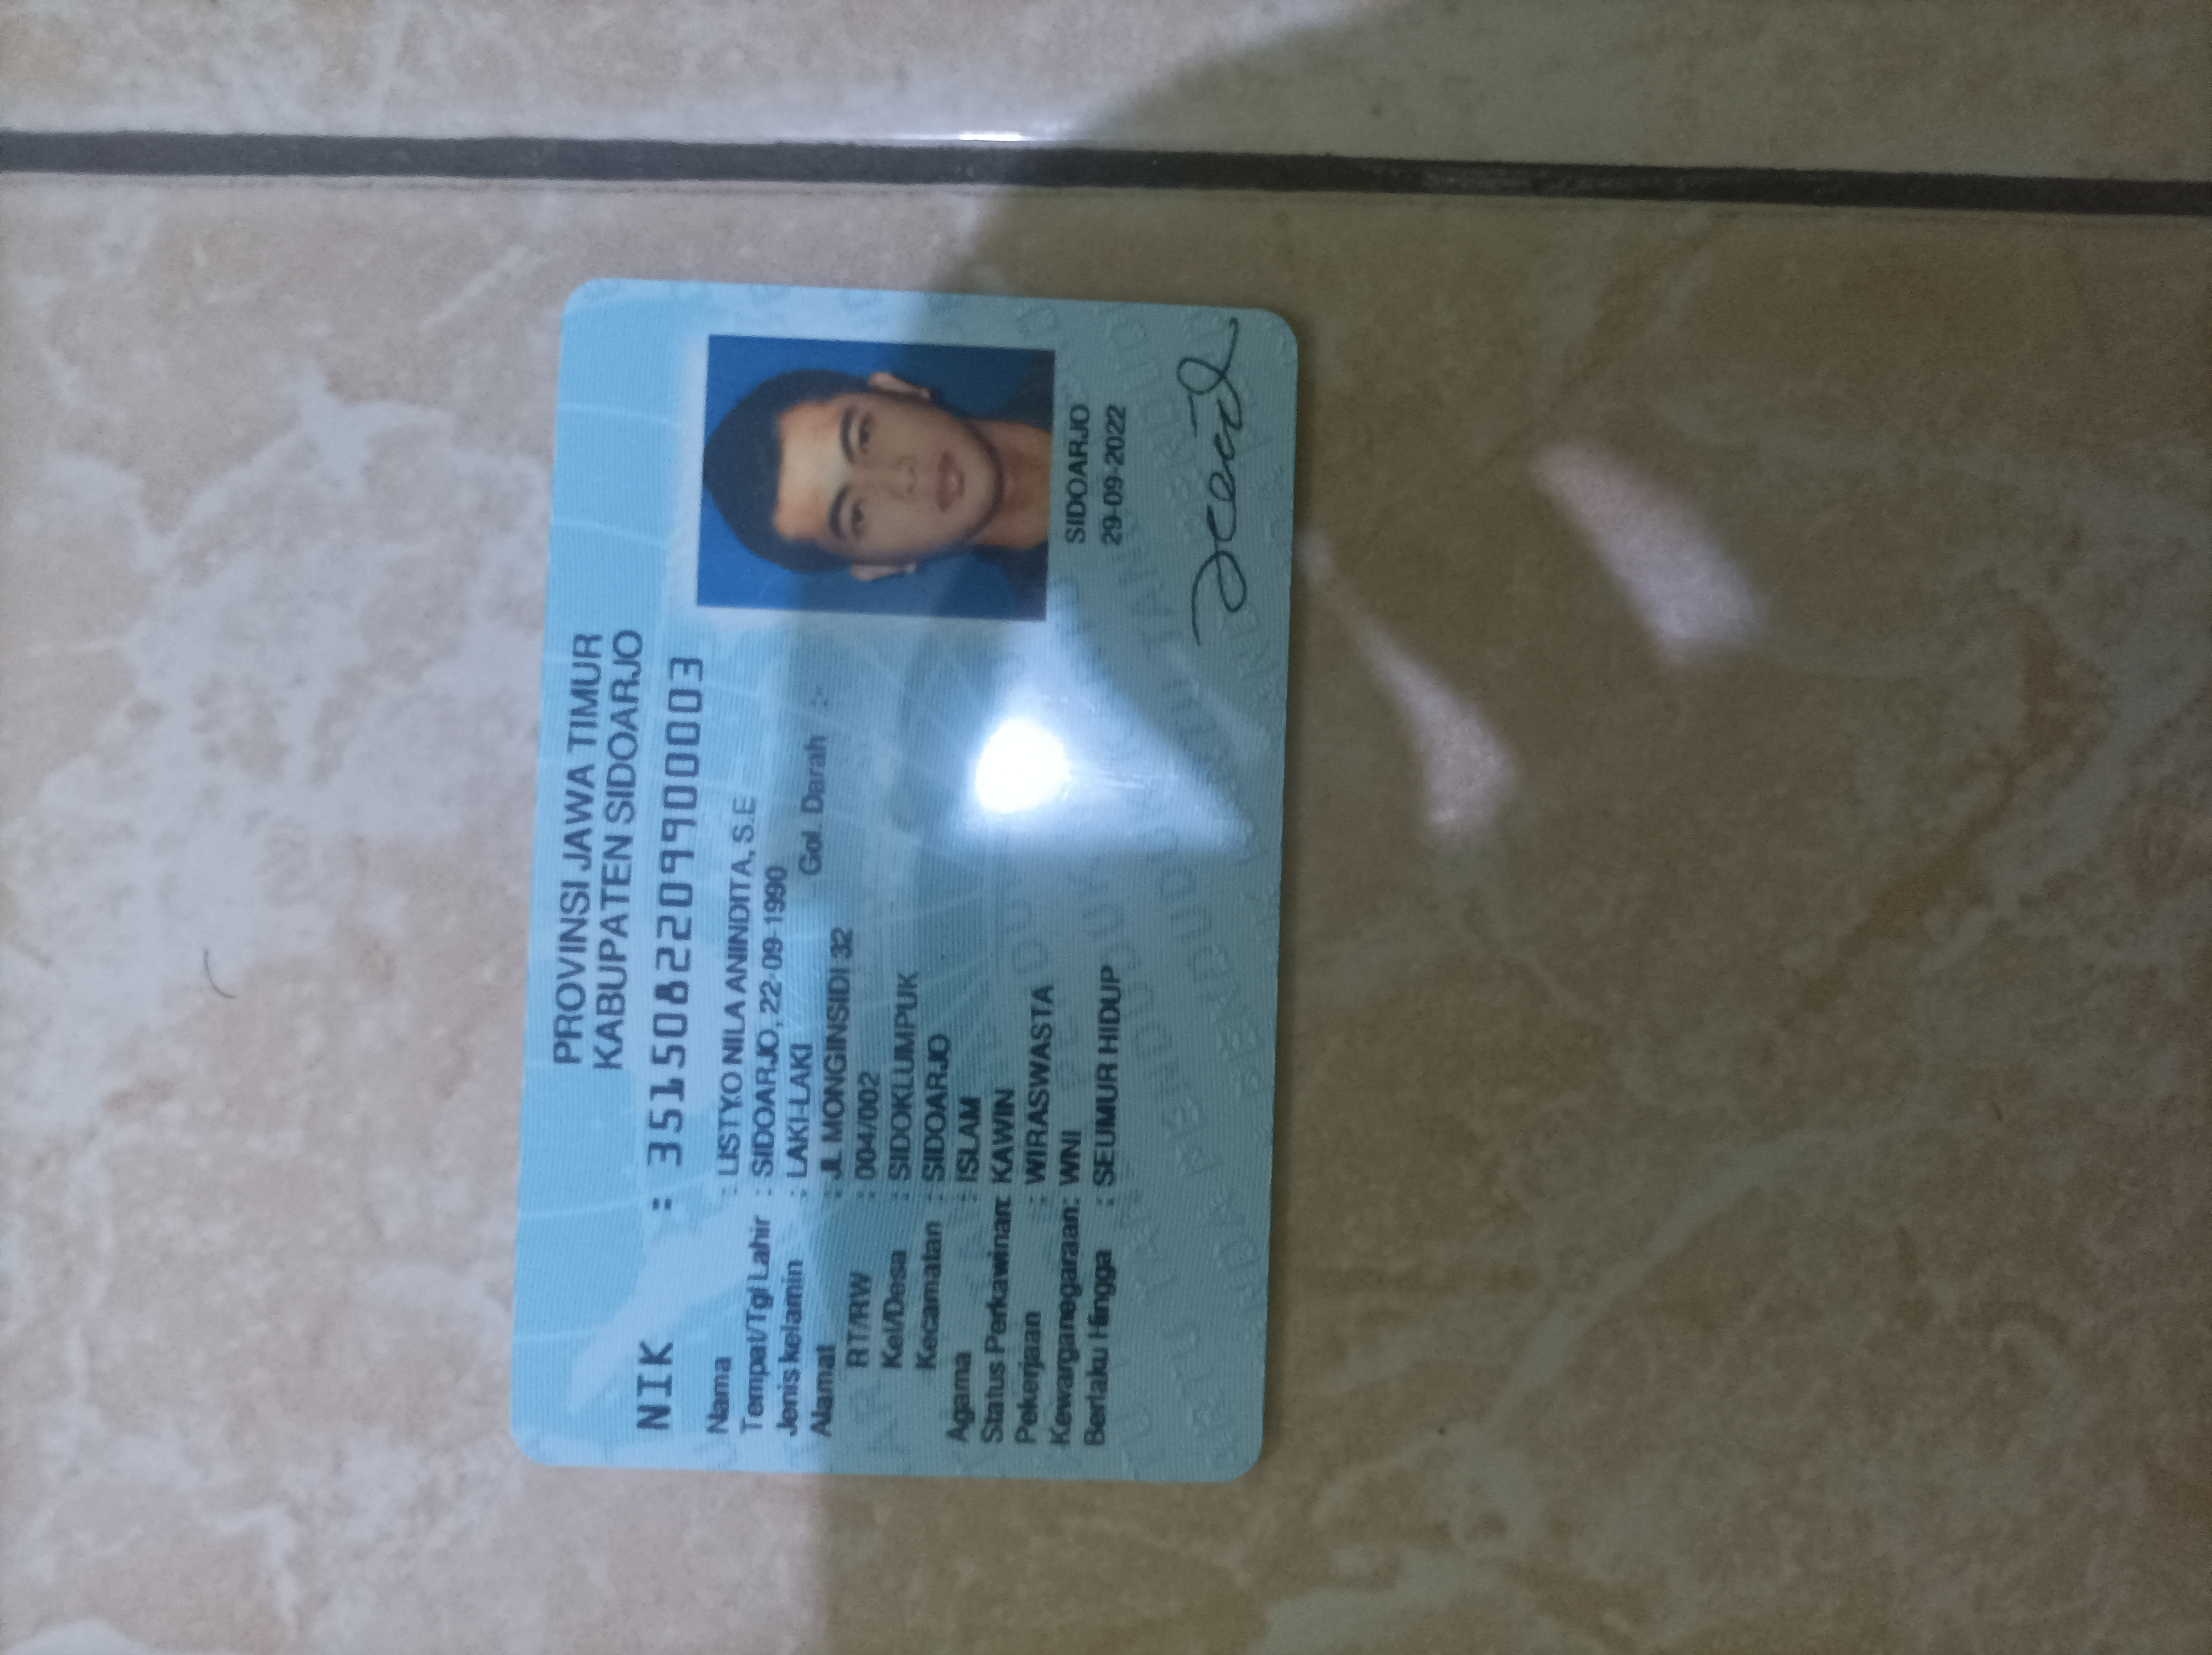 PROVINSI JAWA TIMUR
KABUPATEN SIDOARJO
NIK : 3515082209900003
Nama : LISTYO NILA ANINDITA, S.E
Tempat/Tgl Lahir : SIDOARJO, 22-09-1990
Jenis kelamin : LAKI-LAKI Gol. Darah : -
Alamat : JL MONGINSIDI 32
RT/RW : 004/002
Kel/Desa : SIDOKLUMPUK
Kecamatan : SIDOARJO
Agama : ISLAM
Status Perkawinan: KAWIN
Pekerjaan : WIRASWASTA
Kewarganegaraan: WNI
Berlaku Hingga : SEUMUR HIDUP
SIDOARJO
29-09-2022